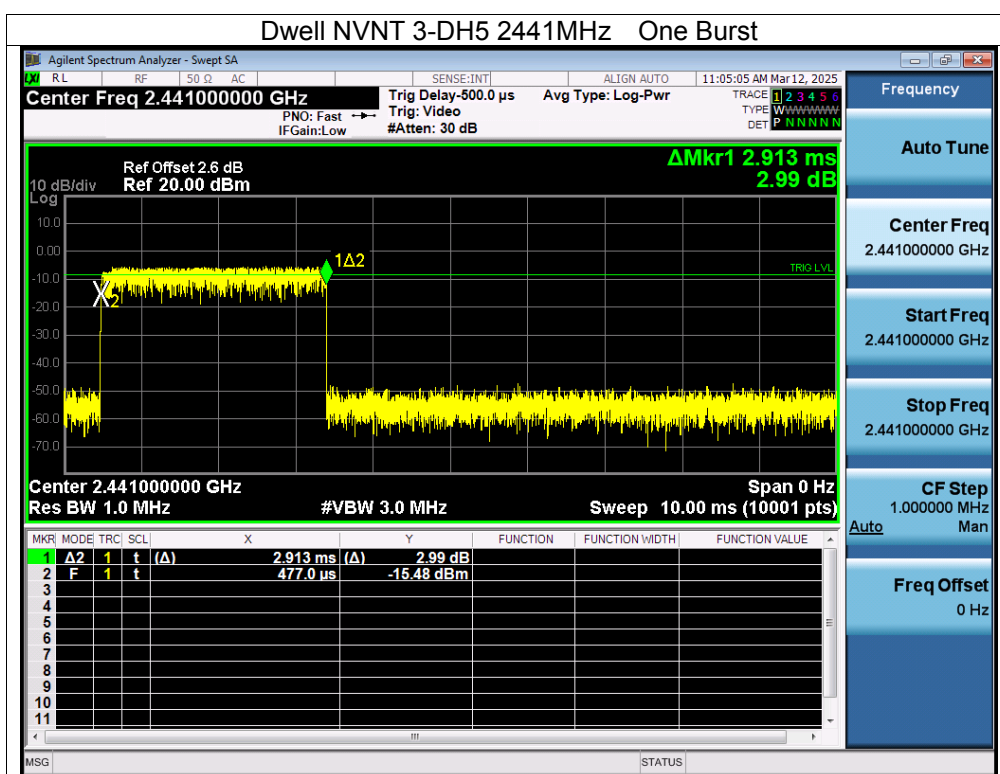 Dwell NVNT 3-DH5 2441MHz One Burst
Agilent Spectrum Analyzer - Swept SA
LXI RL RF 50 Ω AC SENSE:INT ALIGN AUTO 11:05:05 AM Mar 12, 2025
Center Freq 2.441000000 GHz
PNO: Fast
IFGain:Low
Trig Delay-500.0 µs
Trig: Video
#Atten: 30 dB
Avg Type: Log-Pwr
TRACE 1 2 3 4 5 6
TYPE WWWWWW
DET P N N N N N
ΔMkr1 2.913 ms
2.99 dB
Ref Offset 2.6 dB
10 dB/div Ref 20.00 dBm
Log
10.0
0.00
-10.0
-20.0
-30.0
-40.0
-50.0
-60.0
-70.0
1Δ2
TRIG LVL
2
Center 2.441000000 GHz Span 0 Hz
Res BW 1.0 MHz #VBW 3.0 MHz Sweep 10.00 ms (10001 pts)
MKR MODE TRC SCL X Y FUNCTION FUNCTION WIDTH FUNCTION VALUE
1 Δ2 1 t (Δ) 2.913 ms (Δ) 2.99 dB
2 F 1 t 477.0 µs -15.48 dBm
3
4
5
6
7
8
9
10
11
MSG STATUS
Frequency
Auto Tune
Center Freq
2.441000000 GHz
Start Freq
2.441000000 GHz
Stop Freq
2.441000000 GHz
CF Step
1.000000 MHz
Auto Man
Freq Offset
0 Hz